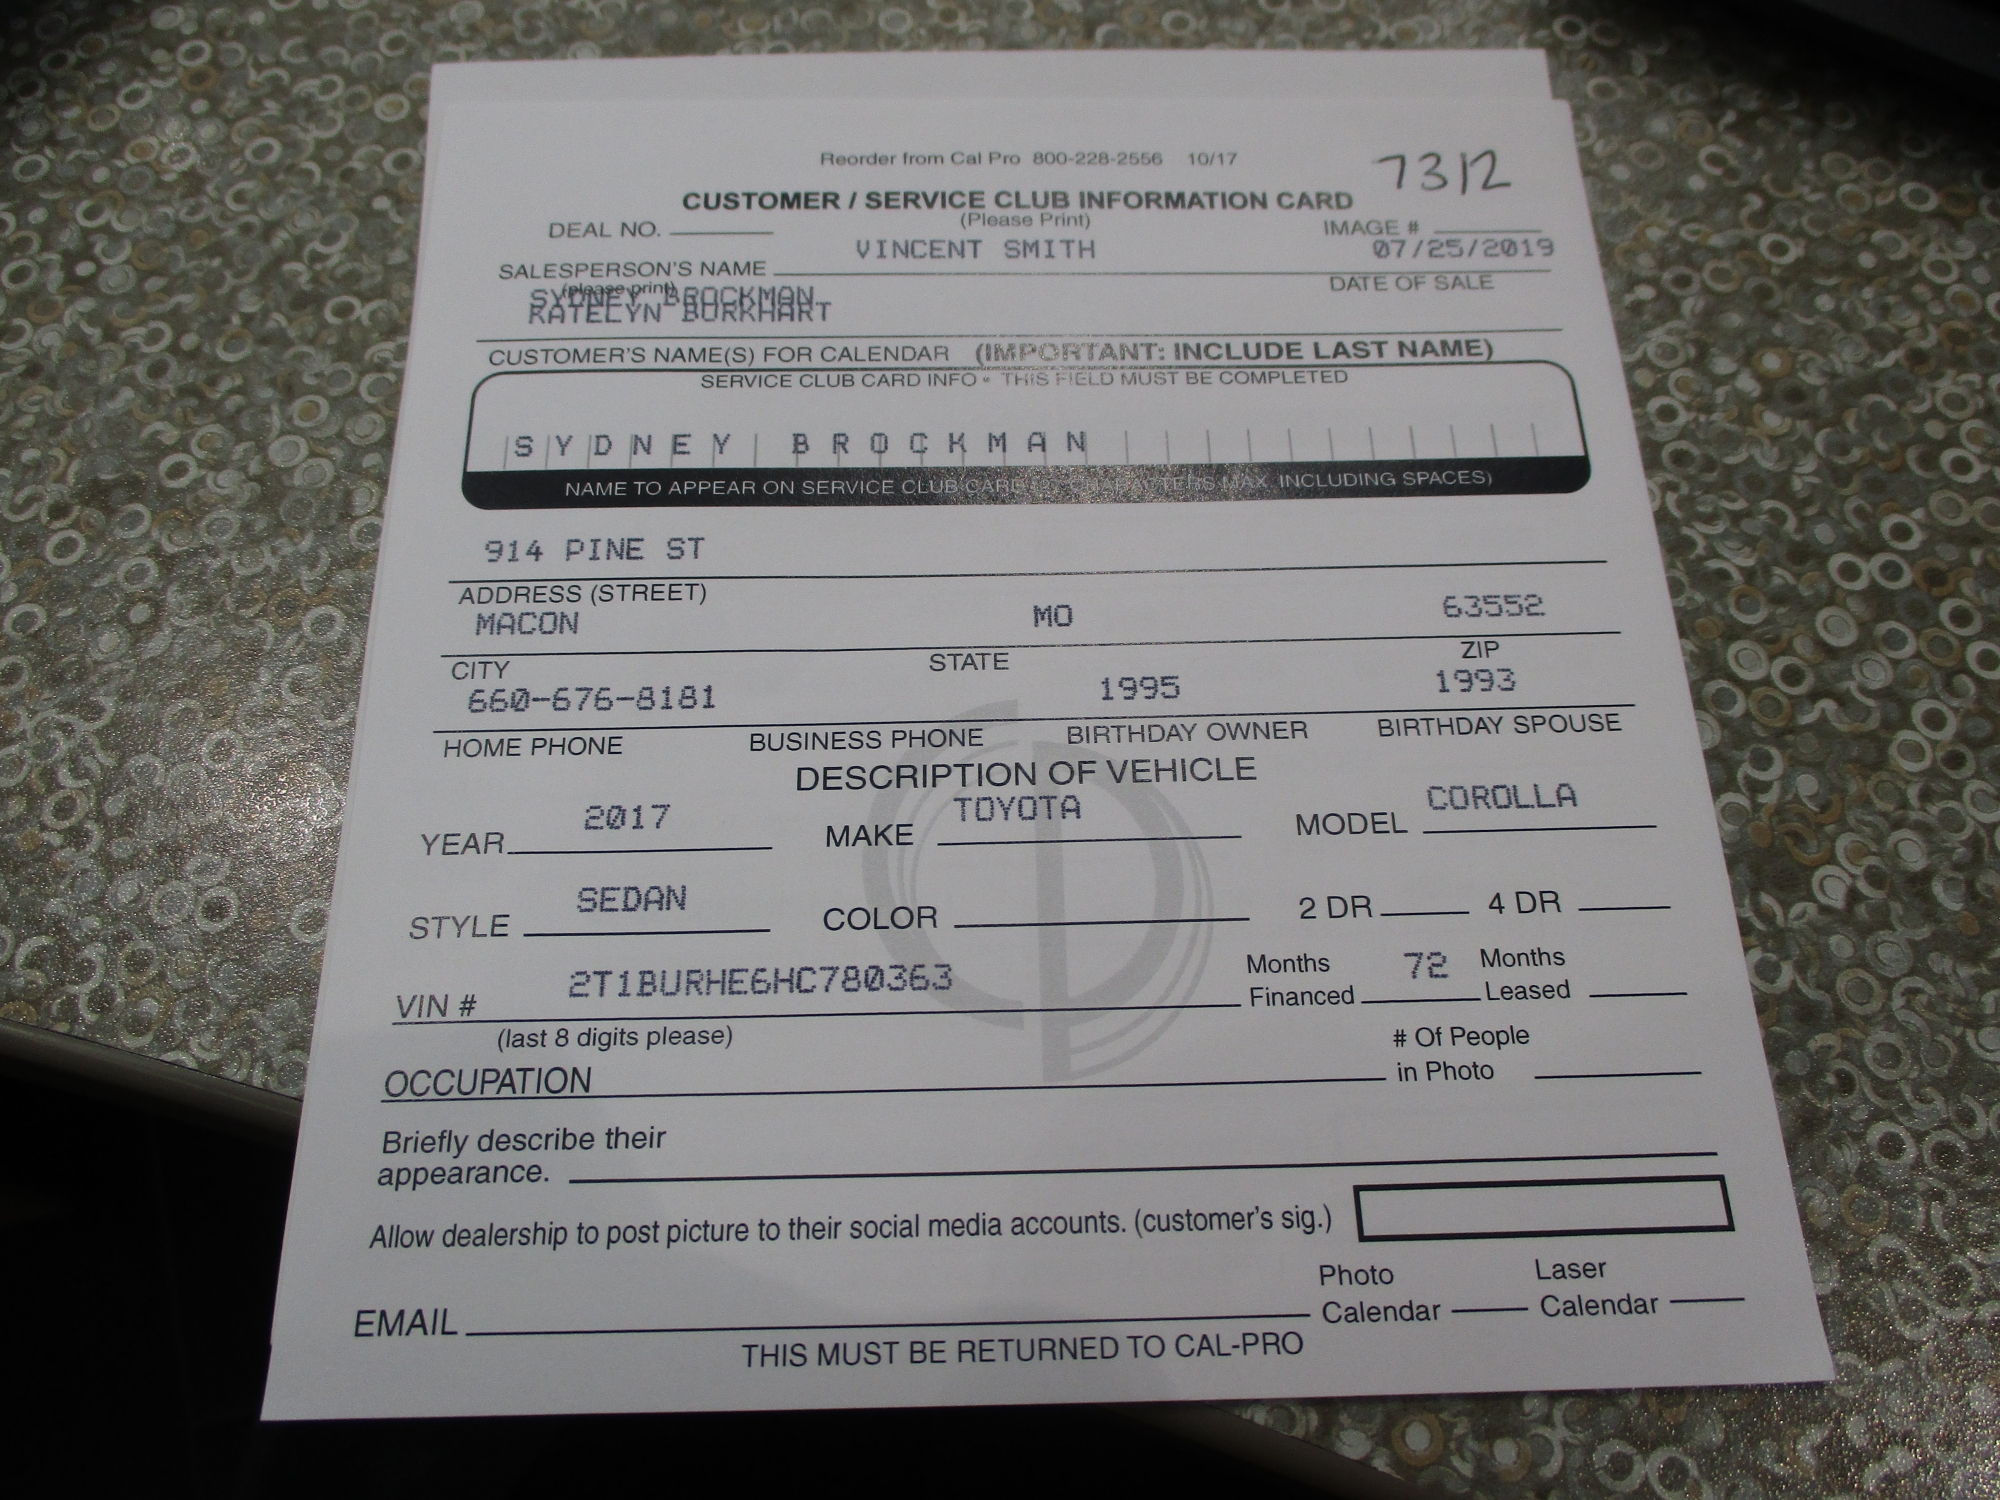 Reorder from Cal Pro 800-228-2556 10/17
7312
CUSTOMER / SERVICE CLUB INFORMATION CARD
(Please Print)
DEAL NO. IMAGE #
VINCENT SMITH 07/25/2019
SALESPERSON'S NAME DATE OF SALE
(please print)
SYDNEY BROCKMAN
KATELYN BURKHART
CUSTOMER'S NAME(S) FOR CALENDAR (IMPORTANT: INCLUDE LAST NAME)
SERVICE CLUB CARD INFO • THIS FIELD MUST BE COMPLETED
SYDNEY BROCKMAN
NAME TO APPEAR ON SERVICE CLUB CARD CHARACTERS MAX. INCLUDING SPACES)
914 PINE ST
ADDRESS (STREET)
MACON MO 63552
CITY STATE ZIP
660-676-8181 1995 1993
HOME PHONE BUSINESS PHONE BIRTHDAY OWNER BIRTHDAY SPOUSE
DESCRIPTION OF VEHICLE
YEAR 2017 MAKE TOYOTA MODEL COROLLA
STYLE SEDAN COLOR 2 DR 4 DR
VIN # 2T1BURHE6HC780363 Months Financed 72 Months Leased
(last 8 digits please)
OCCUPATION # Of People in Photo
Briefly describe their
appearance.
Allow dealership to post picture to their social media accounts. (customer's sig.)
EMAIL Photo Calendar Laser Calendar
THIS MUST BE RETURNED TO CAL-PRO